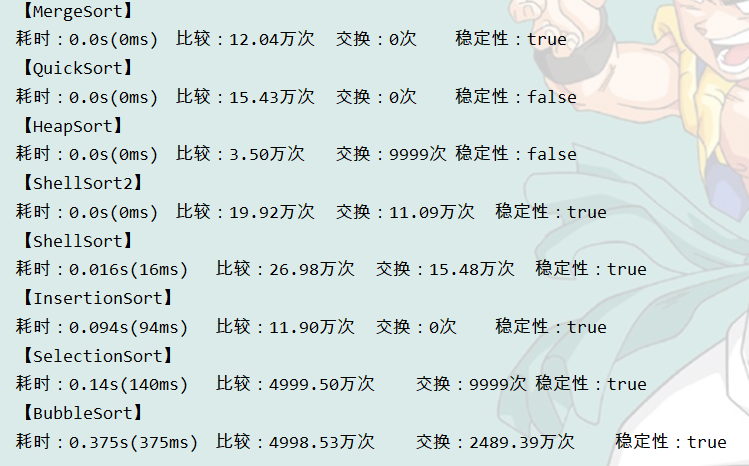 【MergeSort】
耗时：0.0s(0ms) 比较：12.04万次 交换：0次 稳定性：true
【QuickSort】
耗时：0.0s(0ms) 比较：15.43万次 交换：0次 稳定性：false
【HeapSort】
耗时：0.0s(0ms) 比较：3.50万次 交换：9999次 稳定性：false
【ShellSort2】
耗时：0.0s(0ms) 比较：19.92万次 交换：11.09万次 稳定性：true
【ShellSort】
耗时：0.016s(16ms) 比较：26.98万次 交换：15.48万次 稳定性：true
【InsertionSort】
耗时：0.094s(94ms) 比较：11.90万次 交换：0次 稳定性：true
【SelectionSort】
耗时：0.14s(140ms) 比较：4999.50万次 交换：9999次 稳定性：true
【BubbleSort】
耗时：0.375s(375ms) 比较：4998.53万次 交换：2489.39万次 稳定性：true